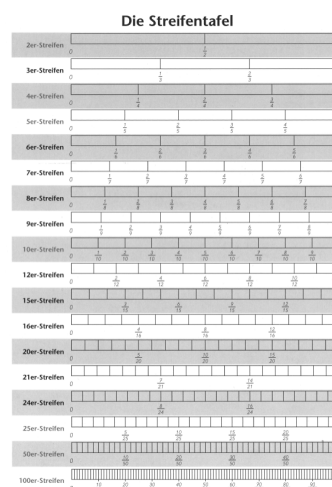 Die Streifentafel
2er-Streifen
0 1/2
3er-Streifen
0 1/3 2/3
4er-Streifen
0 1/4 2/4 3/4
5er-Streifen
0 1/5 2/5 3/5 4/5
6er-Streifen
0 1/6 2/6 3/6 4/6 5/6
7er-Streifen
0 1/7 2/7 3/7 4/7 5/7 6/7
8er-Streifen
0 1/8 2/8 3/8 4/8 5/8 6/8 7/8
9er-Streifen
0 1/9 2/9 3/9 4/9 5/9 6/9 7/9 8/9
10er-Streifen
0 1/10 2/10 3/10 4/10 5/10 6/10 7/10 8/10 9/10
12er-Streifen
0 2/12 4/12 6/12 8/12 10/12
15er-Streifen
0 3/15 6/15 9/15 12/15
16er-Streifen
0 4/16 8/16 12/16
20er-Streifen
0 5/20 10/20 15/20
21er-Streifen
0 7/21 14/21
24er-Streifen
0 8/24 16/24
25er-Streifen
0 5/25 10/25 15/25 20/25
50er-Streifen
0 10/50 20/50 30/50 40/50
100er-Streifen
0 10 20 30 40 50 60 70 80 90